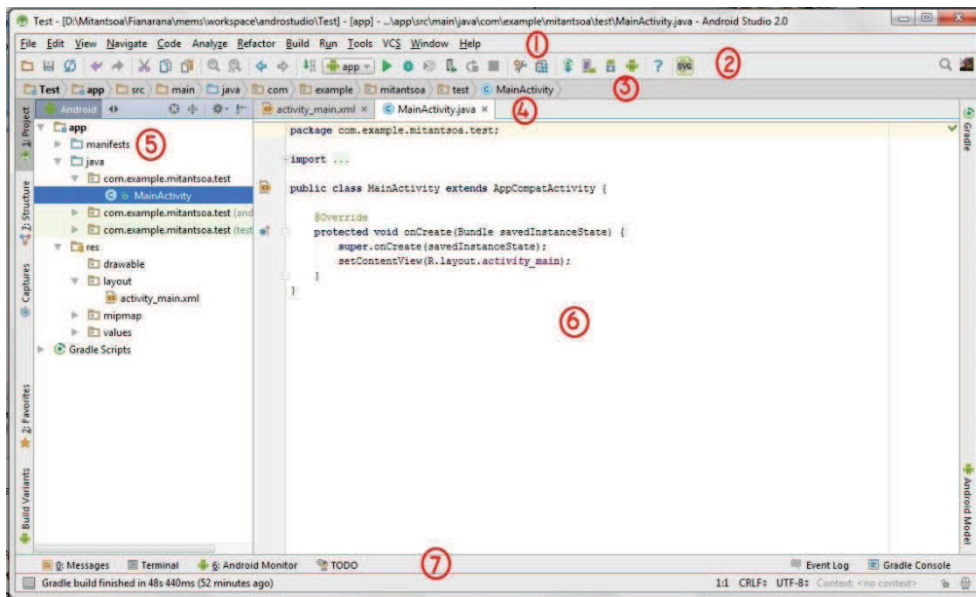 Test - [D:\Mitantsoa\Fianarana\mems\workspace\androstudio\Test] - [app] - ...\app\src\main\java\com\example\mitantsoa\test\MainActivity.java - Android Studio 2.0
File Edit View Navigate Code Analyze Refactor Build Run Tools VCS Window Help
1
app
?
SVG
2
Test app src main java com example mitantsoa test MainActivity
3
1: Project
Android
activity_main.xml × MainActivity.java ×
4
Gradle
app
manifests
5
java
com.example.mitantsoa.test
MainActivity
com.example.mitantsoa.test (and
com.example.mitantsoa.test (test
res
drawable
layout
activity_main.xml
mipmap
values
Gradle Scripts
package com.example.mitantsoa.test;
import ...
public class MainActivity extends AppCompatActivity {
@Override
protected void onCreate(Bundle savedInstanceState) {
super.onCreate(savedInstanceState);
setContentView(R.layout.activity_main);
}
}
6
Z: Structure
Captures
2: Favorites
Build Variants
Android Model
0: Messages Terminal 6: Android Monitor TODO
7
Event Log Gradle Console
Gradle build finished in 48s 440ms (52 minutes ago)
1:1 CRLF÷ UTF-8÷ Context: <no context>